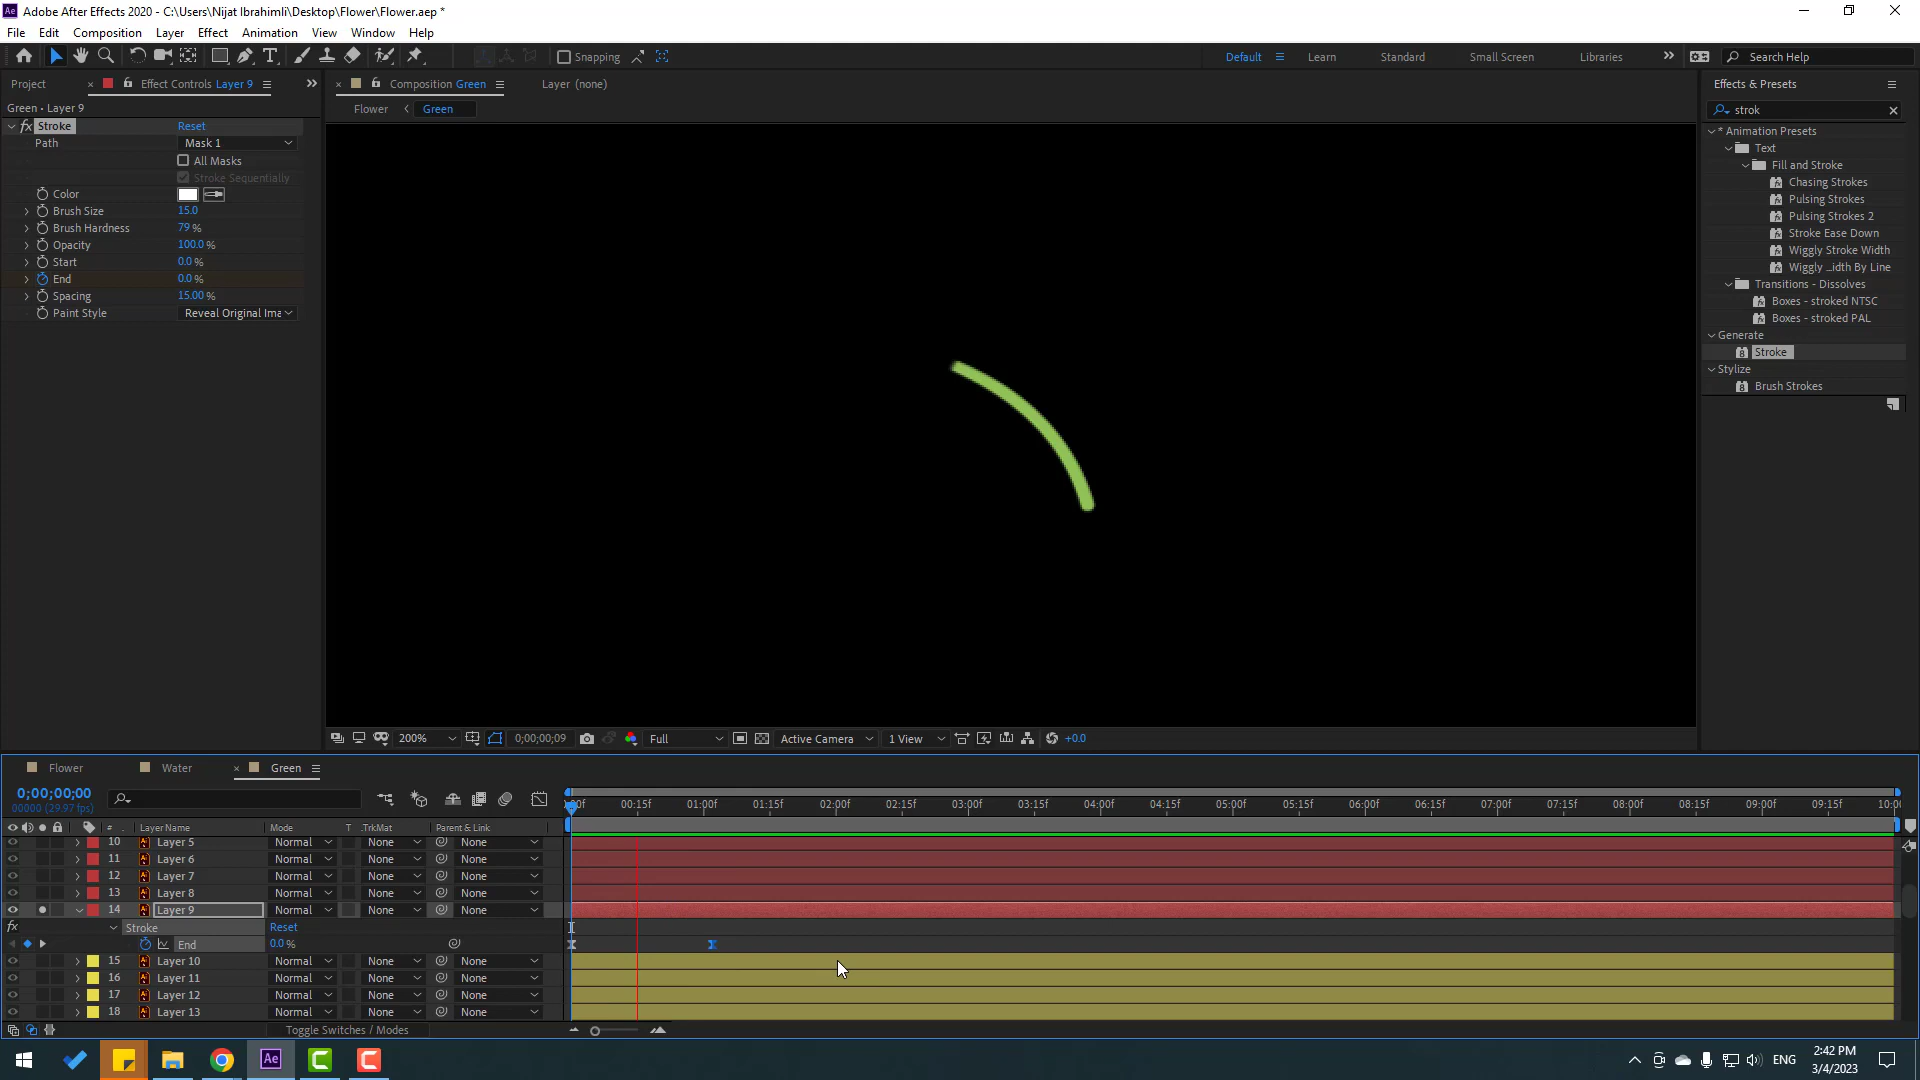 Adobe After Effects 2020 - C:\Users\Nijat Ibrahimli\Desktop\Flower\Flower.aep *
File Edit Composition Layer Effect Animation View Window Help
Snapping Default Learn Standard Small Screen Libraries Search Help
Project Effect Controls Layer 9 Composition Green Layer (none) Effects & Presets
Green • Layer 9 Flower Green strok
Stroke Reset
Path Mask 1
All Masks
Stroke Sequentially
Color
Brush Size 15.0
Brush Hardness 79 %
Opacity 100.0 %
Start 0.0 %
End 0.0 %
Spacing 15.00 %
Paint Style Reveal Original Ima
* Animation Presets
Text
Fill and Stroke
Chasing Strokes
Pulsing Strokes
Pulsing Strokes 2
Stroke Ease Down
Wiggly Stroke Width
Wiggly ...idth By Line
Transitions - Dissolves
Boxes - stroked NTSC
Boxes - stroked PAL
Generate
Stroke
Stylize
Brush Strokes
200% 0;00;00;09 Full Active Camera 1 View +0.0
Flower Water Green
0;00;00;00
00000 (29.97 fps)
:00f 00:15f 01:00f 01:15f 02:00f 02:15f 03:00f 03:15f 04:00f 04:15f 05:00f 05:15f 06:00f 06:15f 07:00f 07:15f 08:00f 08:15f 09:00f 09:15f 10:00
# Layer Name Mode T .TrkMat Parent & Link
10 Layer 5 Normal None None
11 Layer 6 Normal None None
12 Layer 7 Normal None None
13 Layer 8 Normal None None
14 Layer 9 Normal None None
fx Stroke Reset
End 0.0 %
15 Layer 10 Normal None None
16 Layer 11 Normal None None
17 Layer 12 Normal None None
18 Layer 13 Normal None None
Toggle Switches / Modes
ENG 2:42 PM
3/4/2023